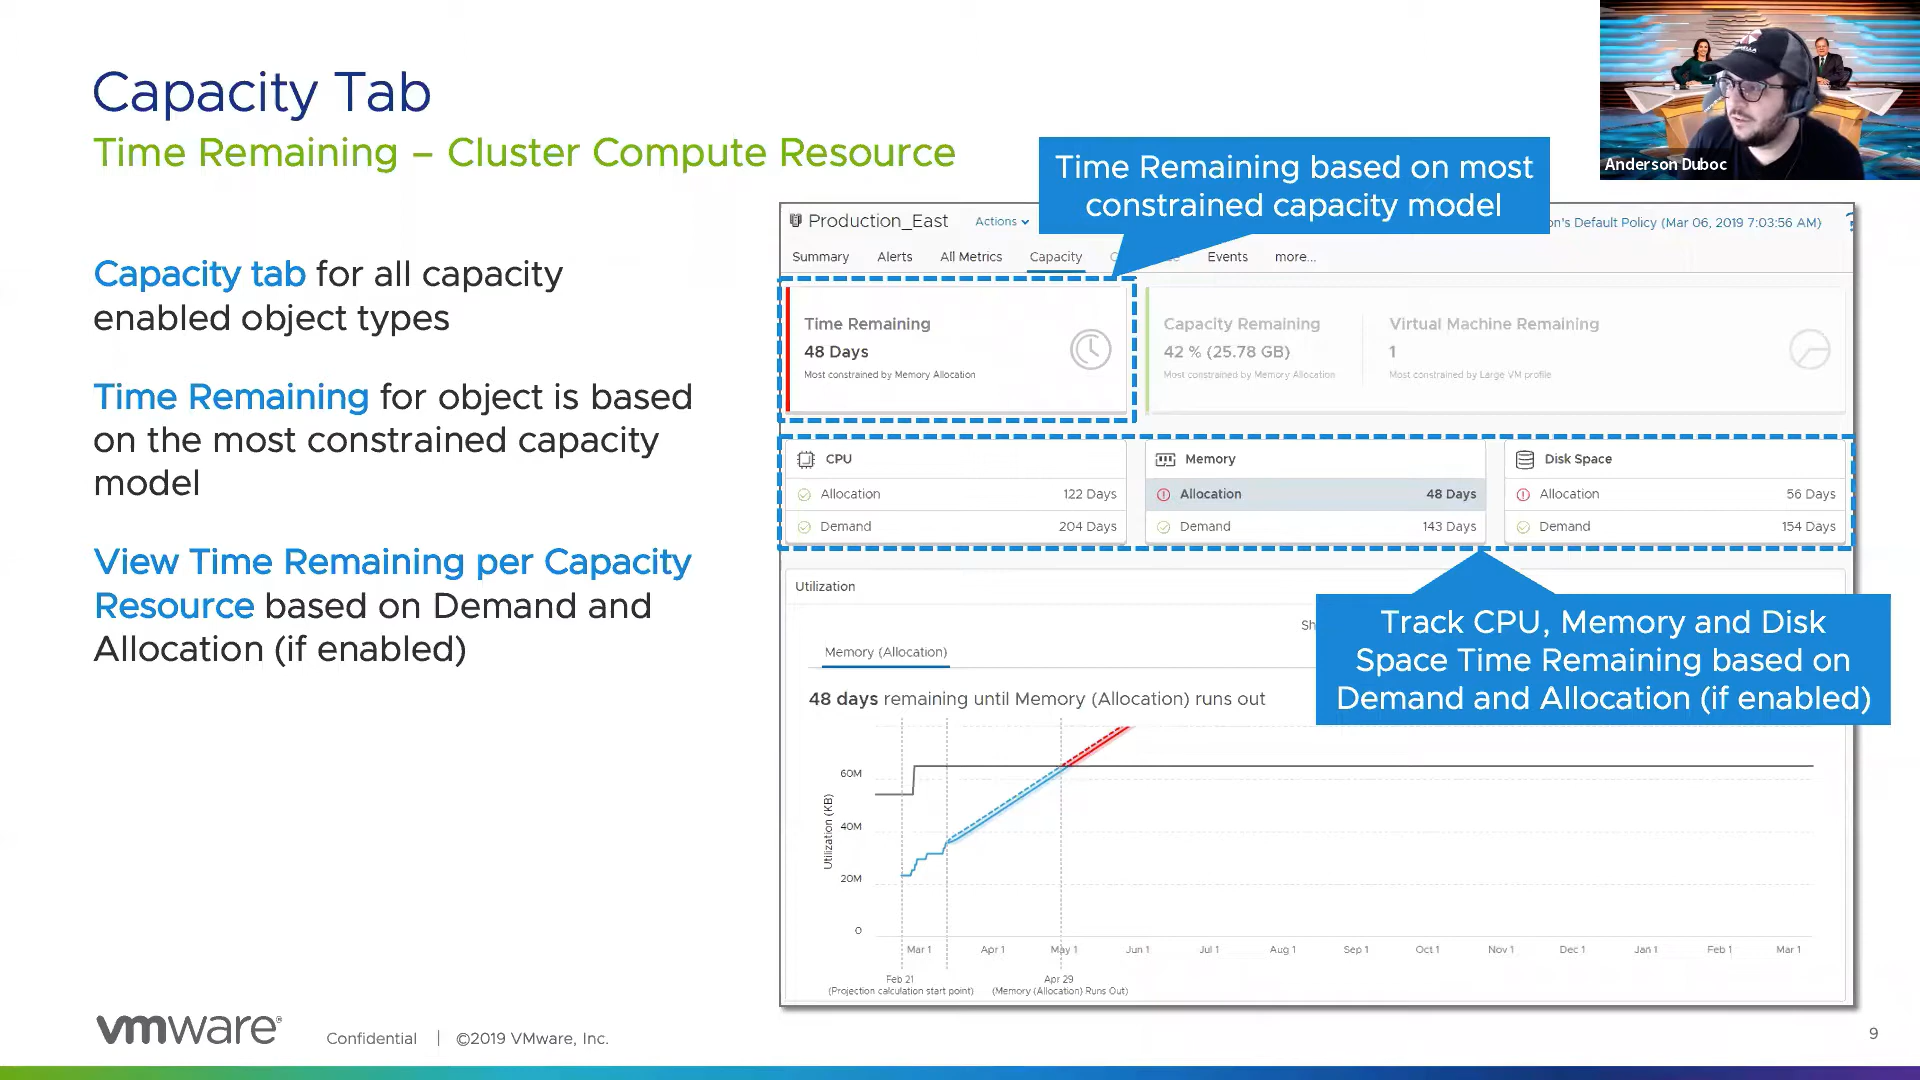 Capacity Tab
Time Remaining – Cluster Compute Resource
Capacity tab for all capacity
enabled object types
Time Remaining for object is based
on the most constrained capacity
model
View Time Remaining per Capacity
Resource based on Demand and
Allocation (if enabled)
Anderson Duboc
Time Remaining based on most
constrained capacity model
Production_East Actions
on's Default Policy (Mar 06, 2019 7:03:56 AM)
Summary Alerts All Metrics Capacity Events more...
Time Remaining
48 Days
Most constrained by Memory Allocation
Capacity Remaining
42 % (25.78 GB)
Most constrained by Memory Allocation
Virtual Machine Remaining
1
Most constrained by Large VM profile
CPU
Allocation 122 Days
Demand 204 Days
Memory
Allocation 48 Days
Demand 143 Days
Disk Space
Allocation 56 Days
Demand 154 Days
Utilization
Sh
Track CPU, Memory and Disk
Space Time Remaining based on
Demand and Allocation (if enabled)
Memory (Allocation)
48 days remaining until Memory (Allocation) runs out
Utilization (KB)
60M
40M
20M
0
Mar 1 Apr 1 May 1 Jun 1 Jul 1 Aug 1 Sep 1 Oct 1 Nov 1 Dec 1 Jan 1 Feb 1 Mar 1
Feb 21
(Projection calculation start point)
Apr 29
(Memory (Allocation) Runs Out)
vmware®
Confidential | ©2019 VMware, Inc.
9